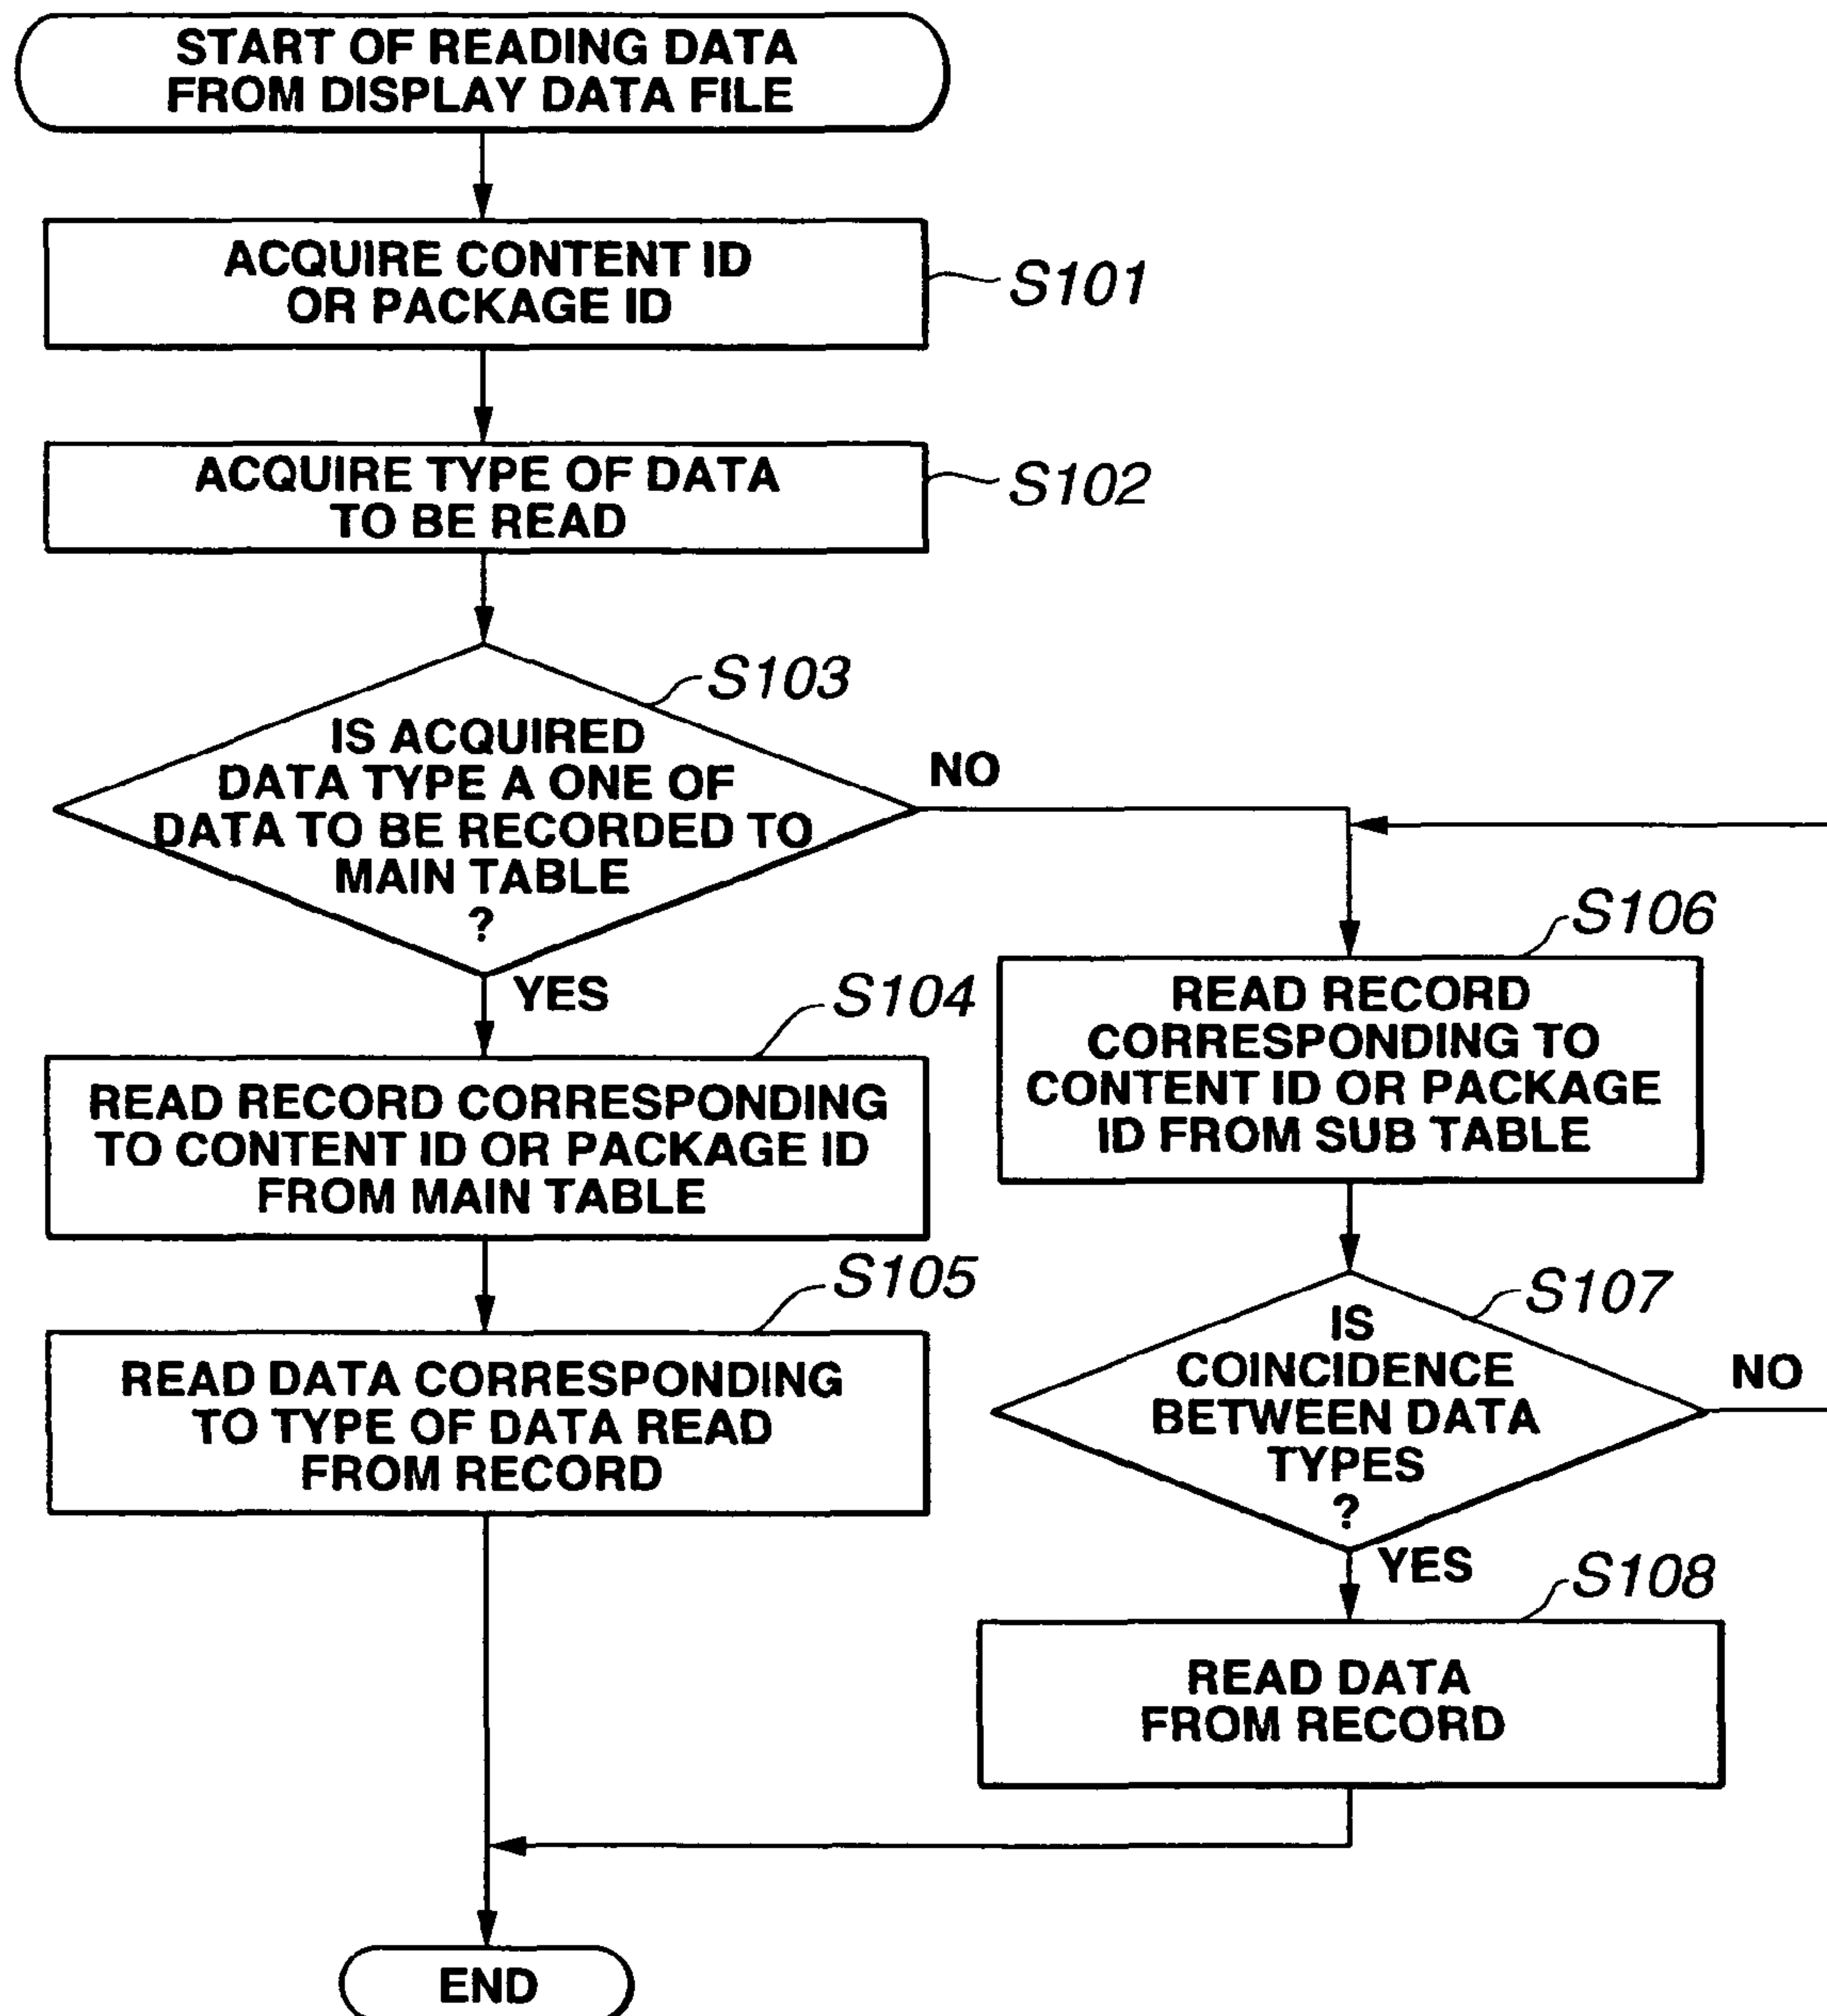 START OF READING DATA
FROM DISPLAY DATA FILE
ACQUIRE CONTENT ID
OR PACKAGE ID
S101
ACQUIRE TYPE OF DATA
TO BE READ
S102
S103
IS ACQUIRED
DATA TYPE A ONE OF
DATA TO BE RECORDED TO
MAIN TABLE
?
NO
YES
S104
READ RECORD CORRESPONDING
TO CONTENT ID OR PACKAGE ID
FROM MAIN TABLE
S105
READ DATA CORRESPONDING
TO TYPE OF DATA READ
FROM RECORD
S106
READ RECORD
CORRESPONDING TO
CONTENT ID OR PACKAGE
ID FROM SUB TABLE
S107
IS
COINCIDENCE
BETWEEN DATA
TYPES
?
NO
YES
S108
READ DATA
FROM RECORD
END